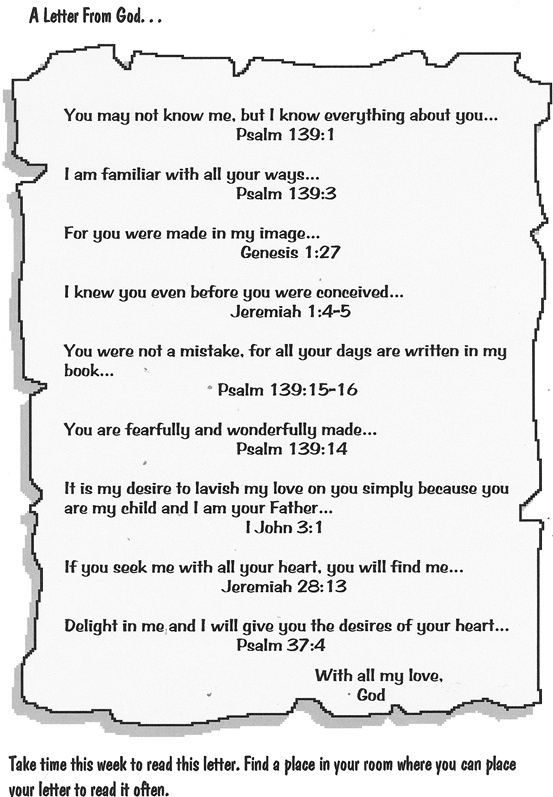 A Letter From God. . .
You may not know me, but I know everything about you...
Psalm 139:1
I am familiar with all your ways...
Psalm 139:3
For you were made in my image...
Genesis 1:27
I knew you even before you were conceived...
Jeremiah 1:4-5
You were not a mistake, for all your days are written in my
book...
Psalm 139:15-16
You are fearfully and wonderfully made...
Psalm 139:14
It is my desire to lavish my love on you simply because you
are my child and I am your Father...
I John 3:1
If you seek me with all your heart, you will find me...
Jeremiah 28:13
Delight in me and I will give you the desires of your heart...
Psalm 37:4
With all my love,
God
Take time this week to read this letter. Find a place in your room where you can place
your letter to read it often.